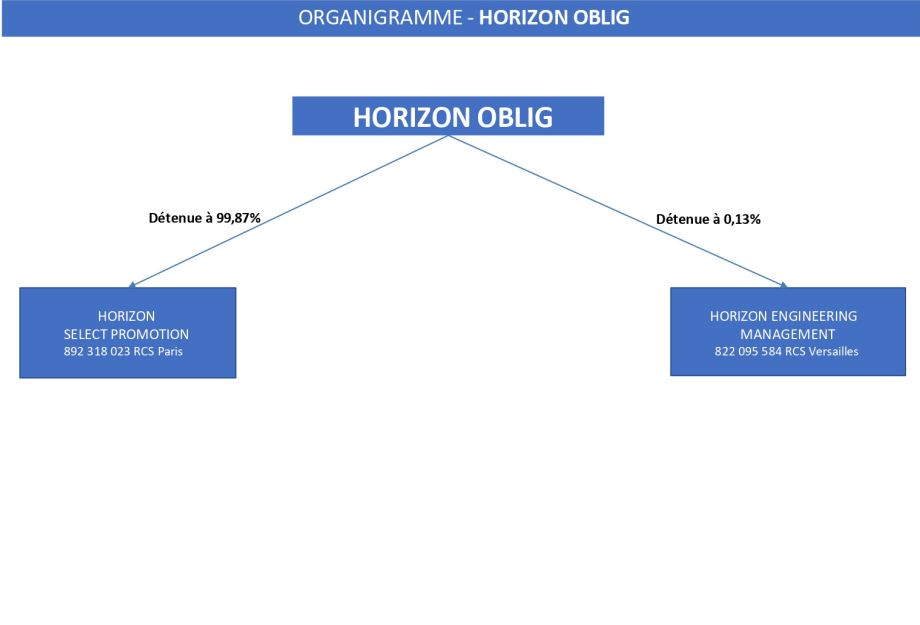 ORGANIGRAMME - HORIZON OBLIG
HORIZON OBLIG
Détenue à 99,87%
Détenue à 0,13%
HORIZON
SELECT PROMOTION
892 318 023 RCS Paris
HORIZON ENGINEERING
MANAGEMENT
822 095 584 RCS Versailles